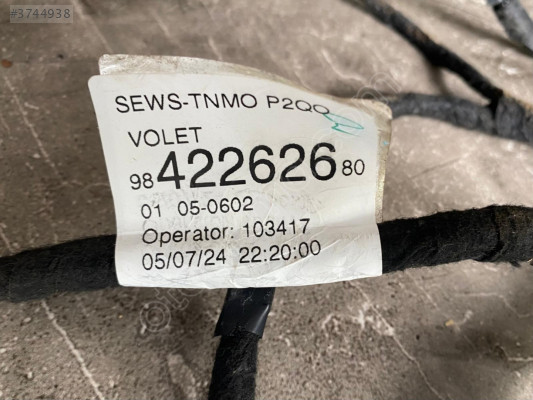 #3744938
SEWS-TNMO P2QO
VOLET
98 422626 80
01 05-0602
Operator: 103417
05/07/24 22:20:00